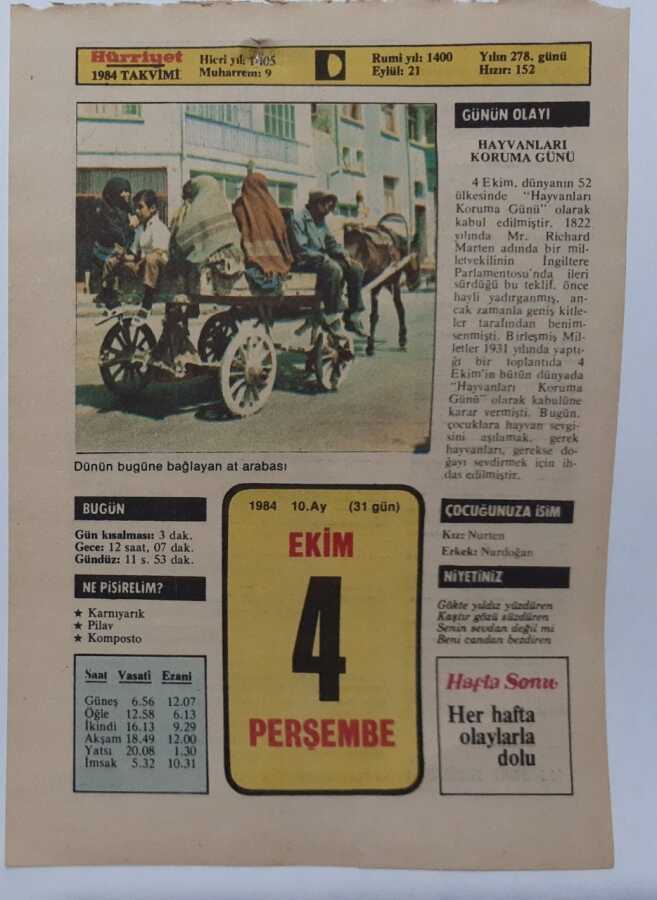 Hürriyet
1984 TAKVİMİ
Hicri yıl: 1405
Muharrem: 9
Rumi yıl: 1400
Eylül: 21
Yılın 278. günü
Hızır: 152
GÜNÜN OLAYI
HAYVANLARI
KORUMA GÜNÜ
4 Ekim, dünyanın 52
ülkesinde "Hayvanları
Koruma Günü" olarak
kabul edilmiştir. 1822
yılında Mr. Richard
Marten adında bir mil-
letvekilinin İngiltere
Parlamentosu'nda ileri
sürdüğü bu teklif, önce
hayli yadırganmış, an-
cak zamanla geniş kitle-
ler tarafından benim-
senmişti. Birleşmiş Mil-
letler 1931 yılında yaptı-
ğı bir toplantıda 4
Ekim'in bütün dünyada
"Hayvanları Koruma
Günü" olarak kabulüne
karar vermişti. Bugün,
çocuklara hayvan sevgi-
sini aşılamak, gerek
hayvanları, gerekse do-
ğayı sevdirmek için ih-
das edilmiştir.
Dünün bugüne bağlayan at arabası
BUGÜN
Gün kısalması: 3 dak.
Gece: 12 saat, 07 dak.
Gündüz: 11 s. 53 dak.
NE PİŞİRELİM?
★ Karnıyarık
★ Pilav
★ Komposto
Saat Vasati Ezani
Güneş 6.56 12.07
Öğle 12.58 6.13
İkindi 16.13 9.29
Akşam 18.49 12.00
Yatsı 20.08 1.30
İmsak 5.32 10.31
1984 10.Ay (31 gün)
EKİM
4
PERŞEMBE
ÇOCUĞUNUZA İSİM
Kız: Nurten
Erkek: Nurdoğan
NİYETİNİZ
Gökte yıldız yüzdüren
Kaştır gözü süzdüren
Senin sevdan değil mi
Beni candan bezdiren
Hafta Sonu
Her hafta
olaylarla
dolu